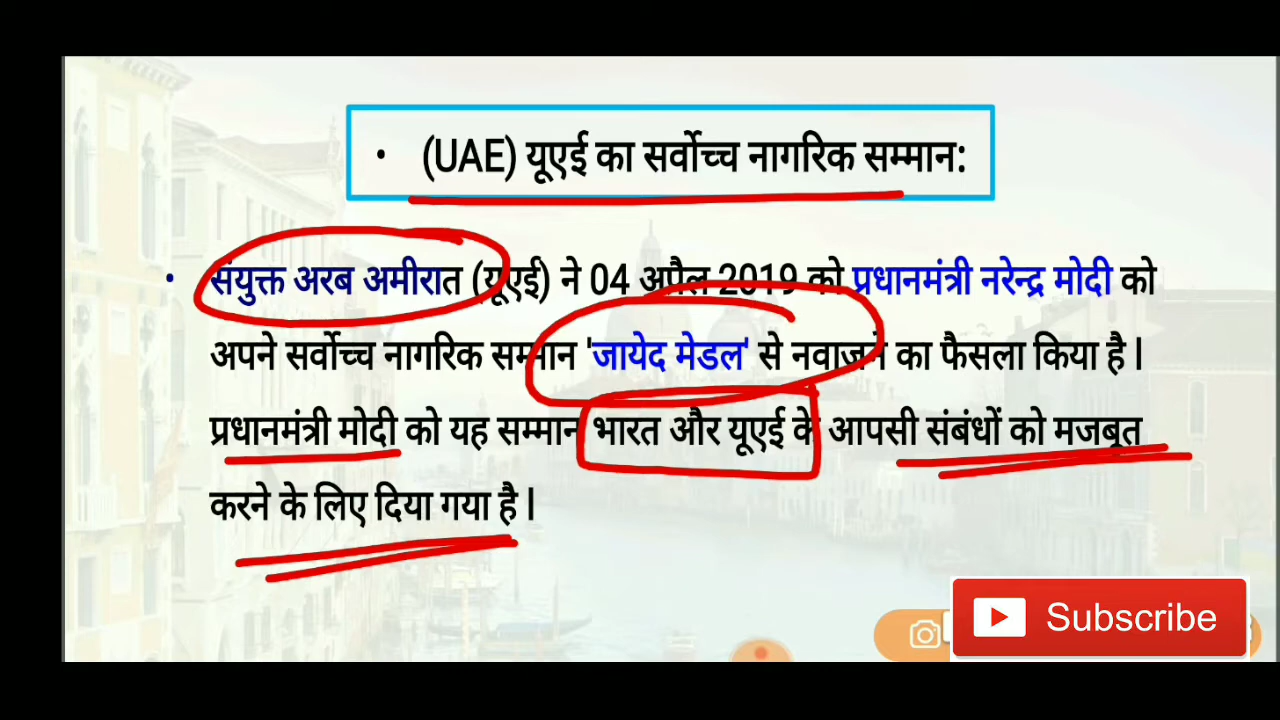 • (UAE) यूएई का सर्वोच्च नागरिक सम्मान:
• संयुक्त अरब अमीरात (यूएई) ने 04 अप्रैल 2019 को प्रधानमंत्री नरेन्द्र मोदी को
अपने सर्वोच्च नागरिक सम्मान 'जायेद मेडल' से नवाजने का फैसला किया है।
प्रधानमंत्री मोदी को यह सम्मान भारत और यूएई के आपसी संबंधों को मजबूत
करने के लिए दिया गया है।
Subscribe